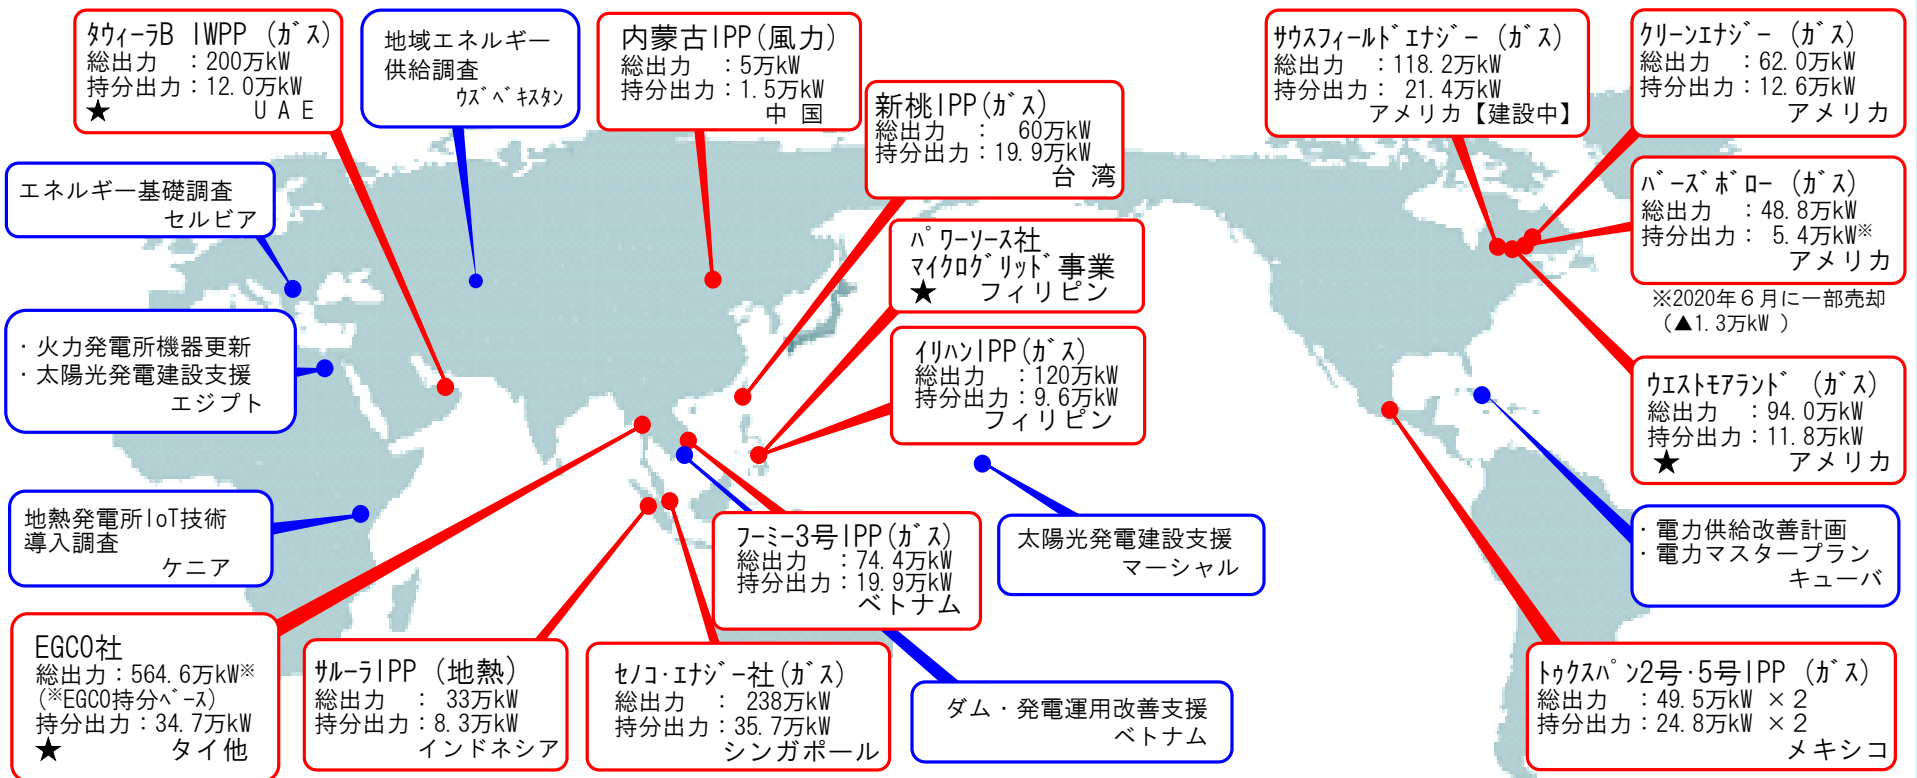 タウィーラB IWPP (ガス)
総出力 :200万kW
持分出力:12.0万kW
★ UAE
地域エネルギー
供給調査
ウズベキスタン
内蒙古IPP(風力)
総出力 :5万kW
持分出力:1.5万kW
中国
新桃IPP(ガス)
総出力 : 60万kW
持分出力:19.9万kW
台湾
サウスフィールドエナジー (ガス)
総出力 :118.2万kW
持分出力: 21.4万kW
アメリカ【建設中】
クリーンエナジー (ガス)
総出力 :62.0万kW
持分出力:12.6万kW
アメリカ
エネルギー基礎調査
セルビア
パワーソース社
マイクログリッド事業
★ フィリピン
バーズボロー (ガス)
総出力 :48.8万kW
持分出力: 5.4万kW※
アメリカ
※2020年6月に一部売却
(▲1.3万kW )
・火力発電所機器更新
・太陽光発電建設支援
エジプト
イリハンIPP(ガス)
総出力 :120万kW
持分出力:9.6万kW
フィリピン
ウエストモアランド (ガス)
総出力 :94.0万kW
持分出力:11.8万kW
★ アメリカ
地熱発電所IoT技術
導入調査
ケニア
フーミー3号IPP(ガス)
総出力 :74.4万kW
持分出力:19.9万kW
ベトナム
太陽光発電建設支援
マーシャル
・電力供給改善計画
・電力マスタープラン
キューバ
EGCO社
総出力:564.6万kW※
(※EGCO持分ベース)
持分出力:34.7万kW
★ タイ他
サルーラIPP (地熱)
総出力 : 33万kW
持分出力:8.3万kW
インドネシア
セノコ・エナジー社(ガス)
総出力 : 238万kW
持分出力:35.7万kW
シンガポール
ダム・発電運用改善支援
ベトナム
トゥクスパン2号・5号IPP (ガス)
総出力 :49.5万kW ×2
持分出力:24.8万kW ×2
メキシコ